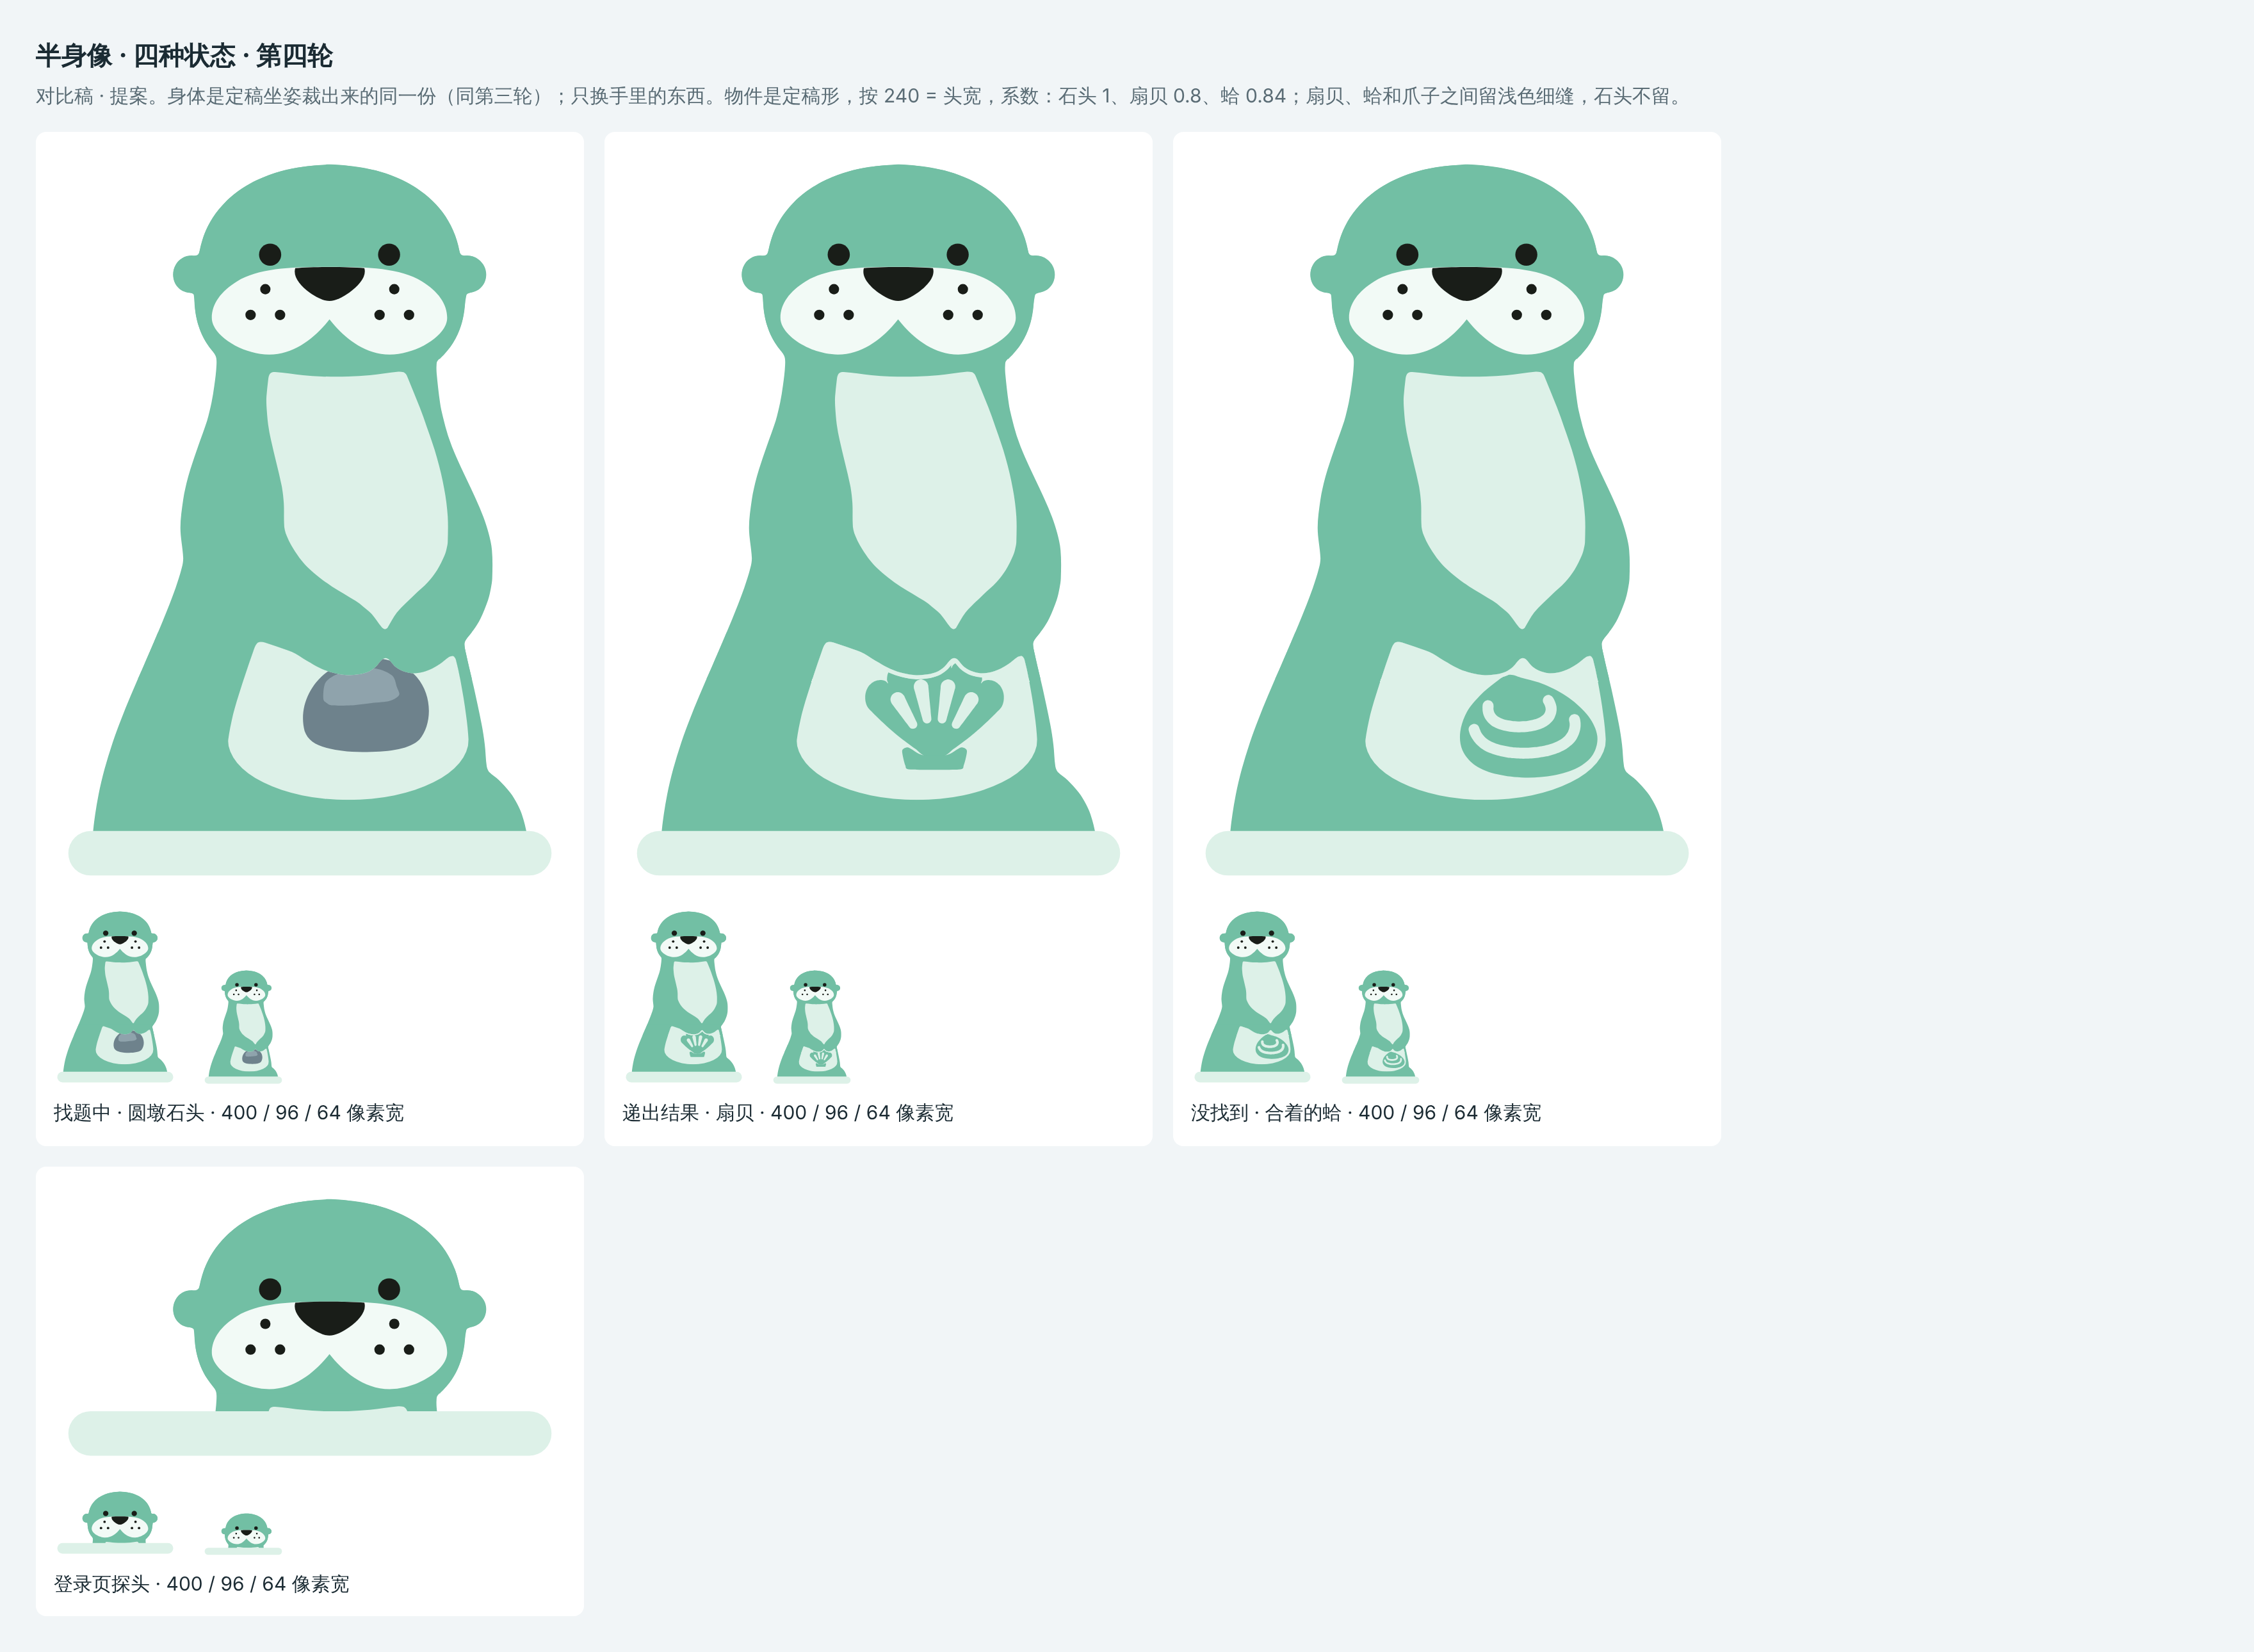 半身像 · 四种状态 · 第四轮
对比稿 · 提案。身体是定稿坐姿裁出来的同一份（同第三轮）；只换手里的东西。物件是定稿形，按 240 = 头宽，系数：石头 1、扇贝 0.8、蛤 0.84；扇贝、蛤和爪子之间留浅色细缝，石头不留。
找题中 · 圆墩石头 · 400 / 96 / 64 像素宽
递出结果 · 扇贝 · 400 / 96 / 64 像素宽
没找到 · 合着的蛤 · 400 / 96 / 64 像素宽
登录页探头 · 400 / 96 / 64 像素宽